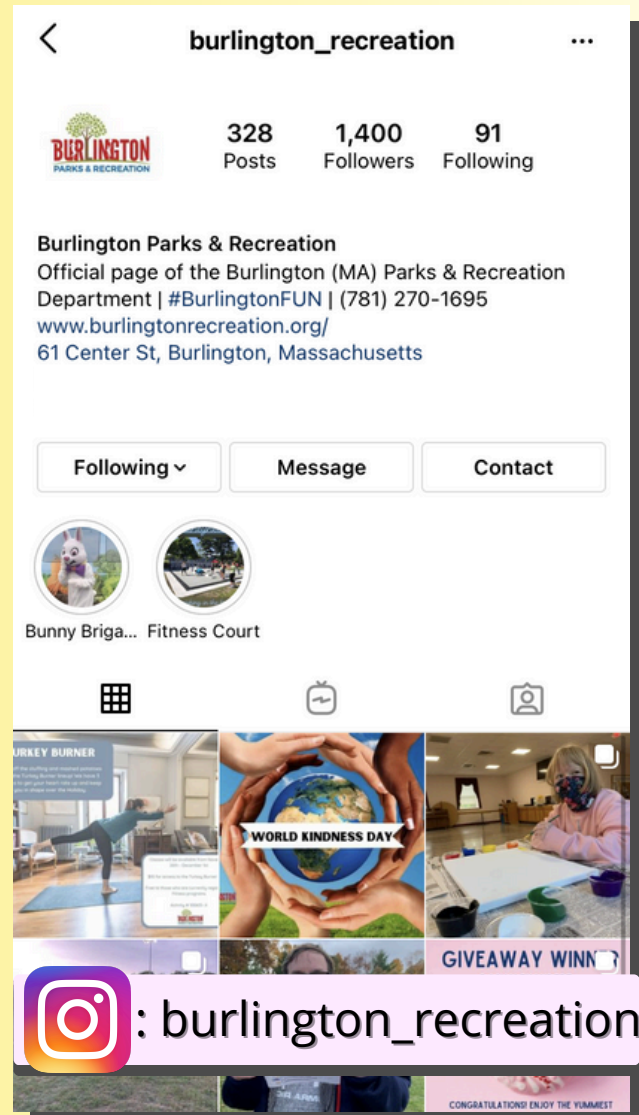 burlington_recreation
BURLINGTON
PARKS & RECREATION
328
Posts
1,400
Followers
91
Following
Burlington Parks & Recreation
Official page of the Burlington (MA) Parks & Recreation
Department | #BurlingtonFUN | (781) 270-1695
www.burlingtonrecreation.org/
61 Center St, Burlington, Massachusetts
Following
Message
Contact
Bunny Briga...
Fitness Court
URKEY BURNER
WORLD KINDNESS DAY
GIVEAWAY WINN
: burlington_recreation
CONGRATULATIONS! ENJOY THE YUMMIEST